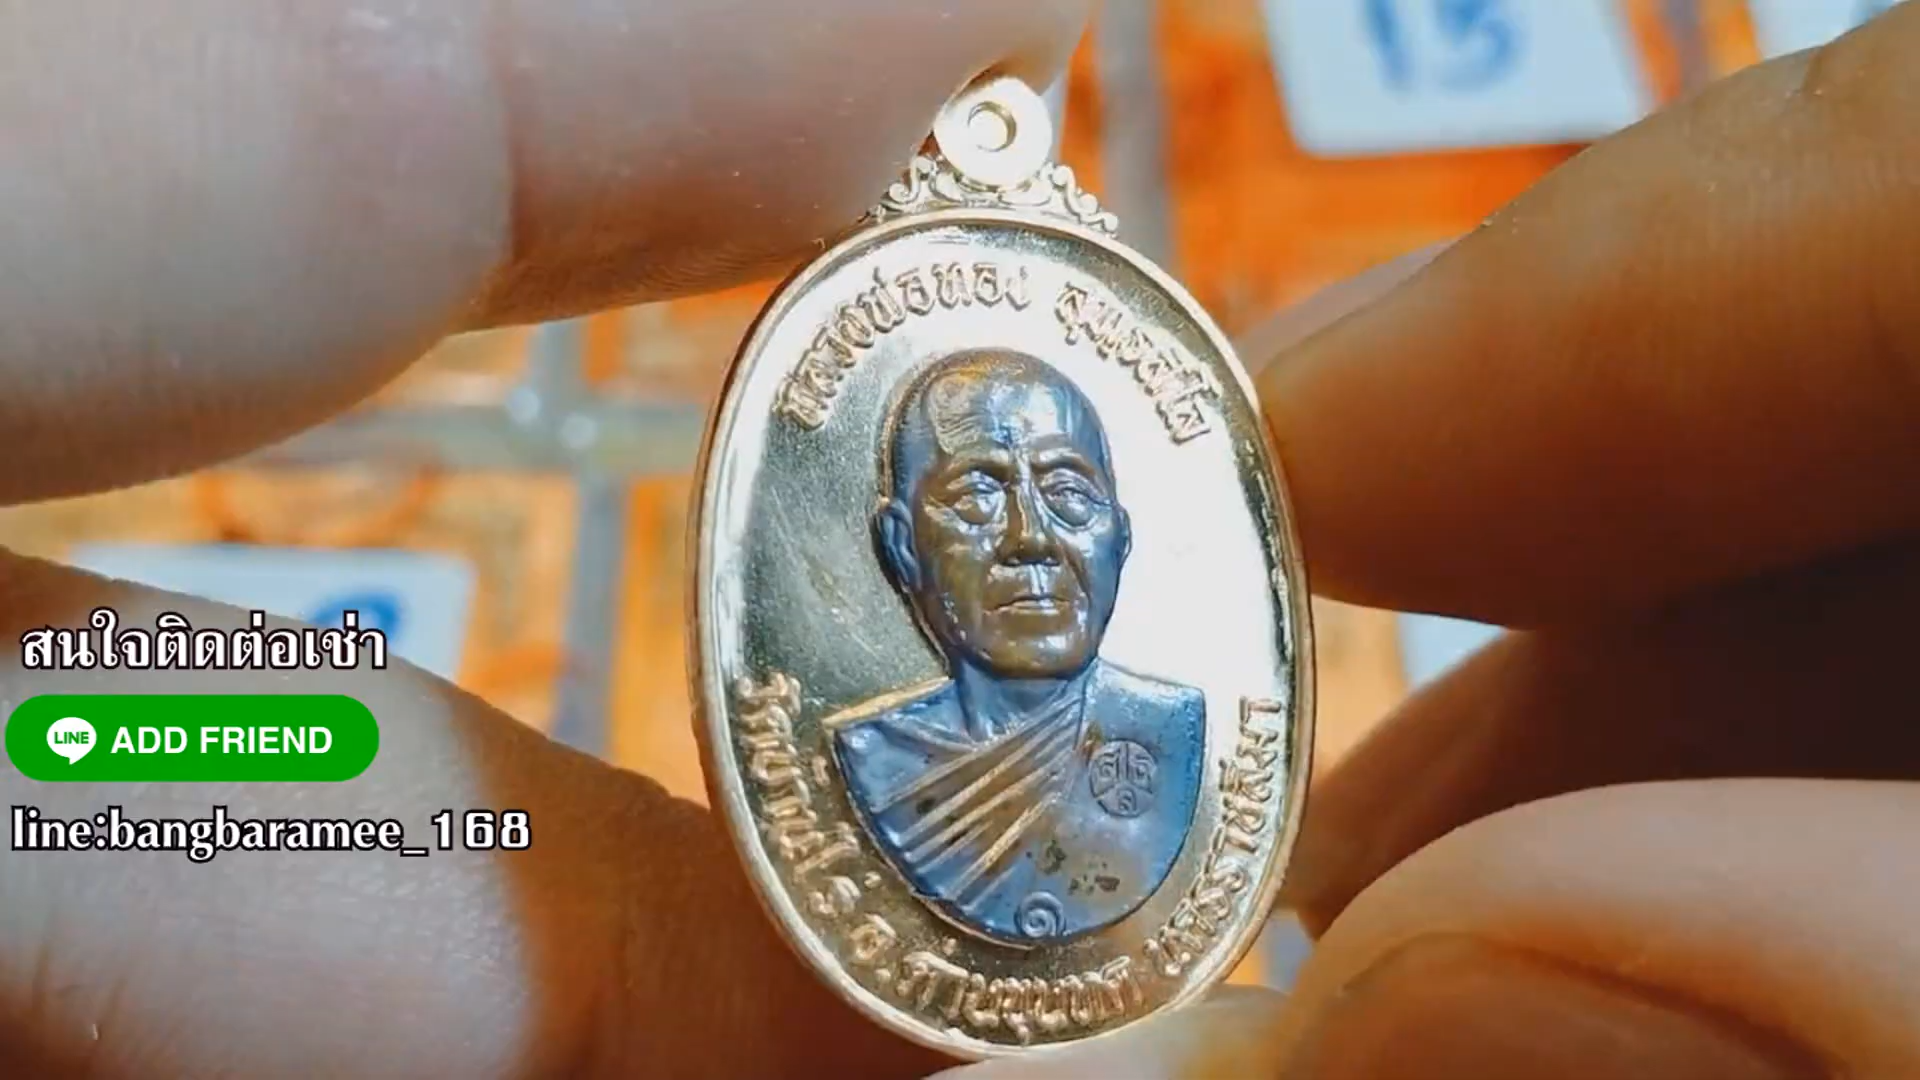 15
หลวงพ่อทอง สุทฺธสีโล
วัดบ้านไร่ อ.ด่านขุนทด นครราชสีมา
๑
สนใจติดต่อเช่า
LINE ADD FRIEND
line:bangbaramee_168